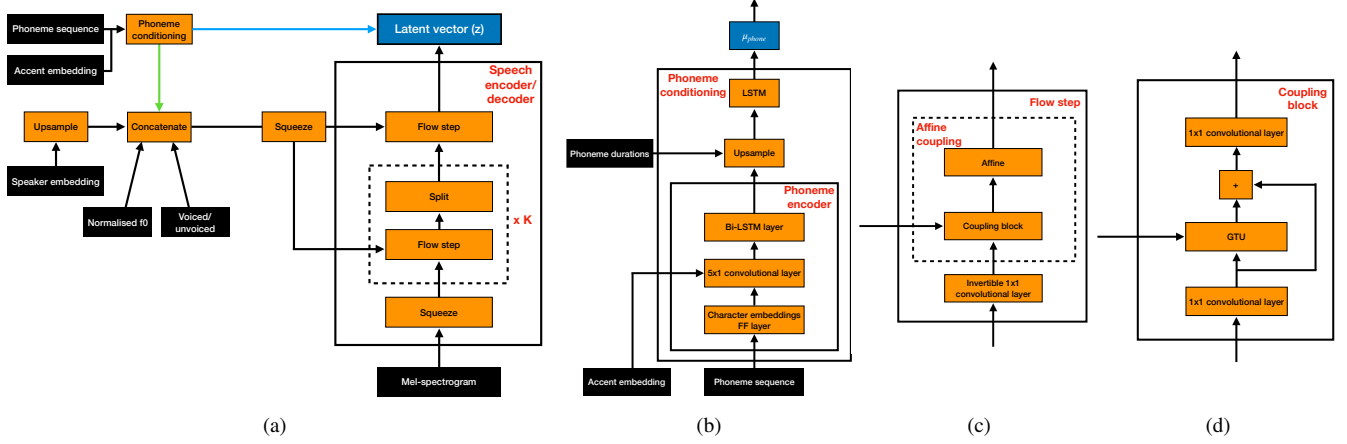 Phoneme sequence
Accent embedding
Phoneme
conditioning
Latent vector (z)
Speech
encoder/
decoder
Upsample
Concatenate
Squeeze
Flow step
Speaker embedding
Normalised f0
Voiced/
unvoiced
Split
x K
Flow step
Squeeze
Mel-spectrogram
(a)
μphone
Phoneme
conditioning
LSTM
Phoneme durations
Upsample
Phoneme
encoder
Bi-LSTM layer
5x1 convolutional layer
Character embeddings
FF layer
Accent embedding
Phoneme sequence
(b)
Flow step
Affine
coupling
Affine
Coupling block
Invertible 1x1
convolutional layer
(c)
Coupling
block
1x1 convolutional layer
+
GTU
1x1 convolutional layer
(d)